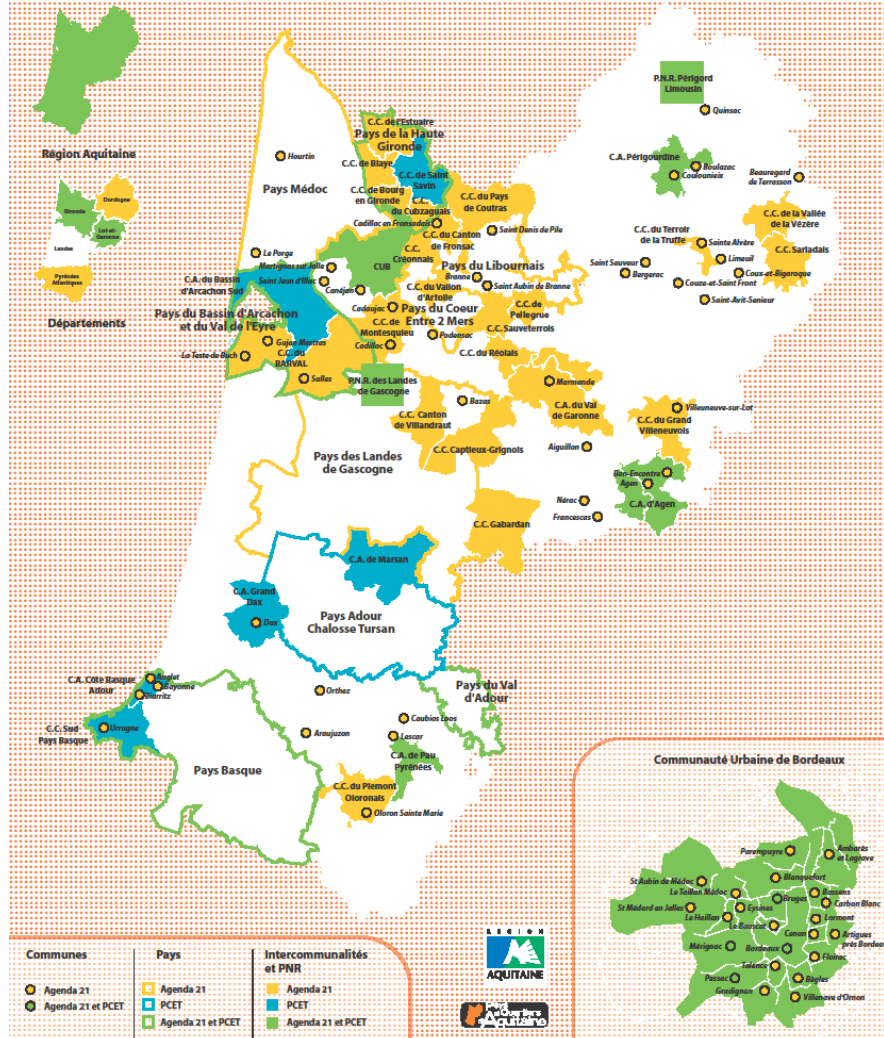 Région Aquitaine
Gironde
Dordogne
Lot-et-
Garonne
Landes
Pyrénées
Atlantiques
Départements
P.N.R. Périgord
Limousin
Quinsac
C.A. Périgourdine
Boulazac
Coulounieix
Beauregard
de Terrasson
C.C. de l'Estuaire
Pays de la Haute
Gironde
Hourtin
C.C. de Blaye
C.C. de Saint
Savin
Pays Médoc
C.C. de Bourg
en Gironde
C.C.
du Cubzaguais
C.C. du Pays
de Coutras
C.C. de la Vallée
de la Vézère
Cadillac en Fronsadais
C.C. du Canton
de Fronsac
Saint Denis de Pile
C.C. du Terroir
de la Truffe
Sainte Alvère
C.C. Sarladais
Le Porge
C.C.
Créonnais
Martignas sur Jalle
CUB
Pays du Libournais
Saint Sauveur
Limeuil
Bergerac
Coux-et-Bigaroque
C.A. du Bassin
d'Arcachon Sud
Saint Jean d'Illac
Canéjan
Branne
Saint Aubin de Branne
Couze-et-Saint Front
C.C. du Vallon
d'Artolie
Saint-Avit-Senieur
Pays du Bassin d'Arcachon
et du Val de l'Eyre
Cadaujac
Pays du Coeur
Entre 2 Mers
C.C. de
Pellegrue
C.C. de
Montesquieu
C.C. Sauveterrois
Podensac
Gujan Mestras
Cadillac
La Teste de Buch
C.C. du
BARVAL
C.C. du Réolais
Salles
P.N.R. des Landes
de Gascogne
Marmande
Bazas
C.A. du Val
de Garonne
Villeuneuve-sur-Lot
C.C. Canton
de Villandraut
C.C. du Grand
Villeneuvois
C.C. Captieux-Grignols
Aiguillon
Pays des Landes
de Gascogne
Bon-Encontre
Agen
Nérac
C.A. d'Agen
Francescas
C.C. Gabardan
C.A. de Marsan
C.A. Grand
Dax
Dax
Pays Adour
Chalosse Tursan
C.A. Côte Basque
Adour
Anglet
Bayonne
Biarritz
Orthez
Pays du Val
d'Adour
Caubios Loos
C.C. Sud
Pays Basque
Urrugne
Araujuzon
Lescar
C.A. de Pau
Pyrénées
Pays Basque
C.C. du Piemont
Oloronais
Oloron Sainte Marie
Communauté Urbaine de Bordeaux
Parempuyre
Ambarès
et Lagrave
Blanquefort
St Aubin de Médoc
Le Taillan Médoc
Bruges
Bassens
Carbon Blanc
St Médard en Jalles
Eysines
Le Haillan
Lormont
Le Bouscat
Cenon
Artigues
près Bordeaux
Mérignac
Bordeaux
Floirac
Talence
Pessac
Bègles
Gradignan
Villenave d'Ornon
Communes
Agenda 21
Agenda 21 et PCET
Pays
Agenda 21
PCET
Agenda 21 et PCET
Intercommunalités
et PNR
Agenda 21
PCET
Agenda 21 et PCET
RÉGION
AQUITAINE
Pays
& Quartiers
Aquitaine